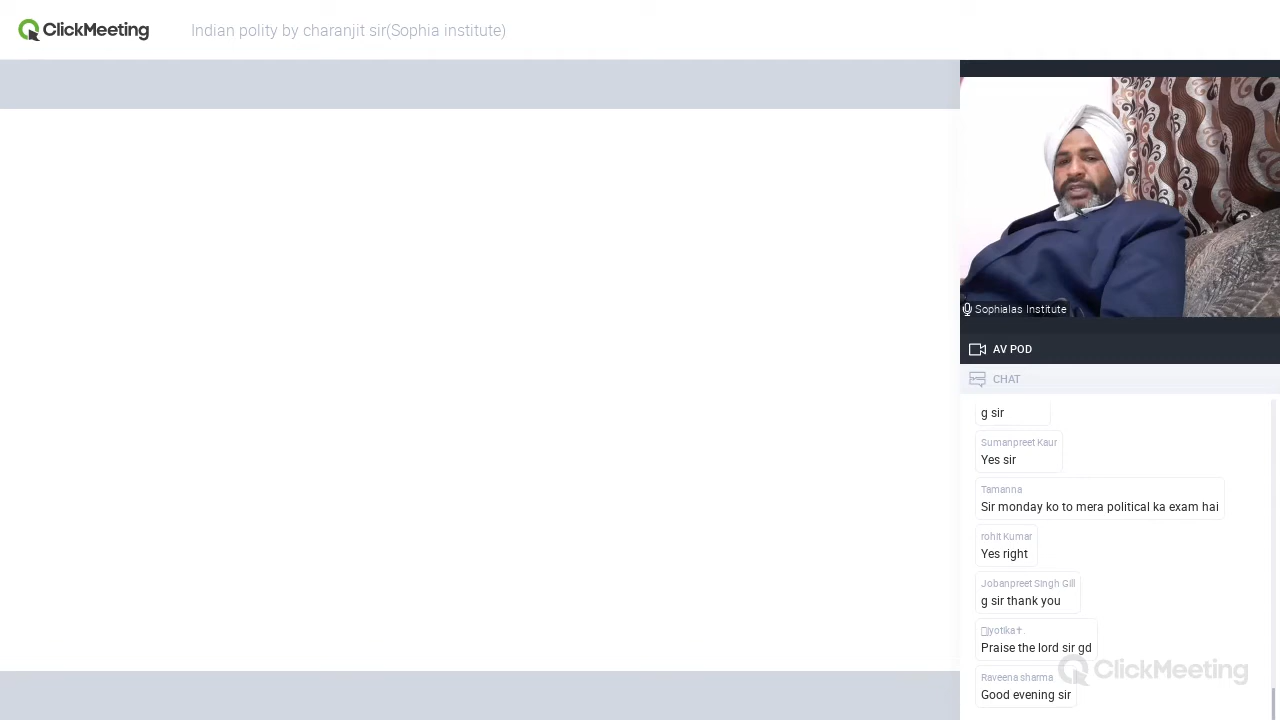 ClickMeeting
Indian polity by charanjit sir(Sophia institute)
SophiaIas Institute
AV POD
CHAT
g sir
Sumanpreet Kaur
Yes sir
Tamanna
Sir monday ko to mera political ka exam hai
rohit Kumar
Yes right
Jobanpreet Singh Gill
g sir thank you
jyotika✝.
Praise the lord sir gd
ClickMeeting
Raveena sharma
Good evening sir